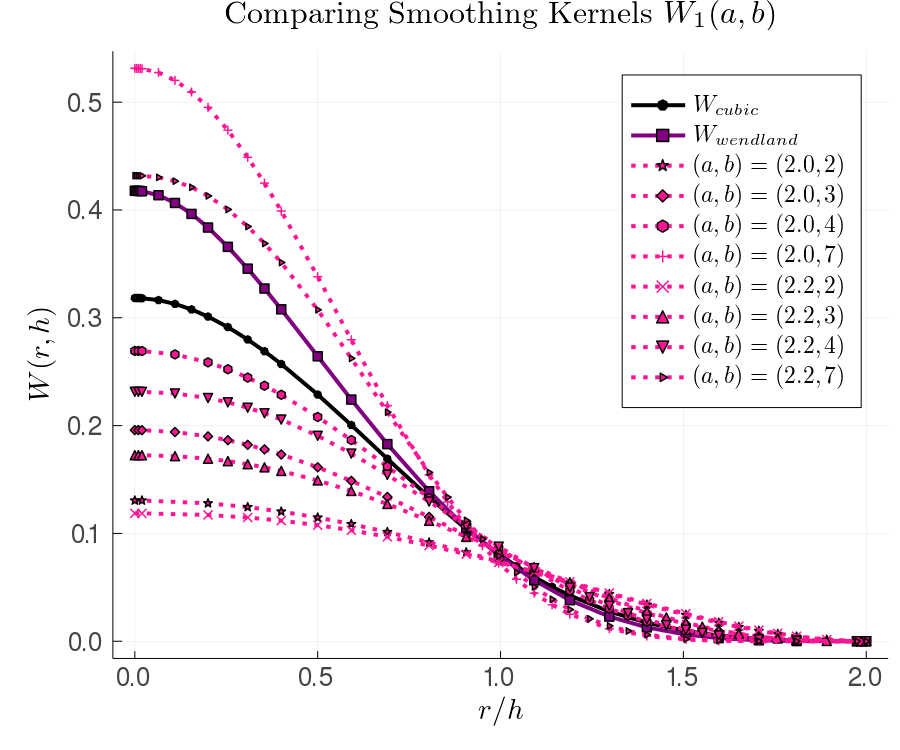 Comparing Smoothing Kernels W₁(a, b)
W(r, h)
0.5
0.4
0.3
0.2
0.1
0.0
W_cubic
W_wendland
(a, b) = (2.0, 2)
(a, b) = (2.0, 3)
(a, b) = (2.0, 4)
(a, b) = (2.0, 7)
(a, b) = (2.2, 2)
(a, b) = (2.2, 3)
(a, b) = (2.2, 4)
(a, b) = (2.2, 7)
0.0 0.5 1.0 1.5 2.0
r/h